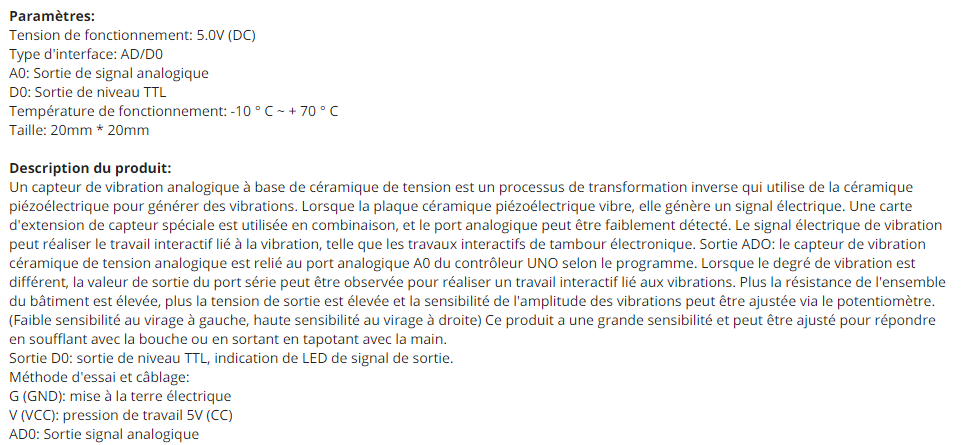 Paramètres:
Tension de fonctionnement: 5.0V (DC)
Type d'interface: AD/D0
A0: Sortie de signal analogique
D0: Sortie de niveau TTL
Température de fonctionnement: -10 ° C ~ + 70 ° C
Taille: 20mm * 20mm
Description du produit:
Un capteur de vibration analogique à base de céramique de tension est un processus de transformation inverse qui utilise de la céramique
piézoélectrique pour générer des vibrations. Lorsque la plaque céramique piézoélectrique vibre, elle génère un signal électrique. Une carte
d'extension de capteur spéciale est utilisée en combinaison, et le port analogique peut être faiblement détecté. Le signal électrique de vibration
peut réaliser le travail interactif lié à la vibration, telle que les travaux interactifs de tambour électronique. Sortie ADO: le capteur de vibration
céramique de tension analogique est relié au port analogique A0 du contrôleur UNO selon le programme. Lorsque le degré de vibration est
différent, la valeur de sortie du port série peut être observée pour réaliser un travail interactif lié aux vibrations. Plus la résistance de l'ensemble
du bâtiment est élevée, plus la tension de sortie est élevée et la sensibilité de l'amplitude des vibrations peut être ajustée via le potentiomètre.
(Faible sensibilité au virage à gauche, haute sensibilité au virage à droite) Ce produit a une grande sensibilité et peut être ajusté pour répondre
en soufflant avec la bouche ou en sortant en tapotant avec la main.
Sortie D0: sortie de niveau TTL, indication de LED de signal de sortie.
Méthode d'essai et câblage:
G (GND): mise à la terre électrique
V (VCC): pression de travail 5V (CC)
AD0: Sortie signal analogique